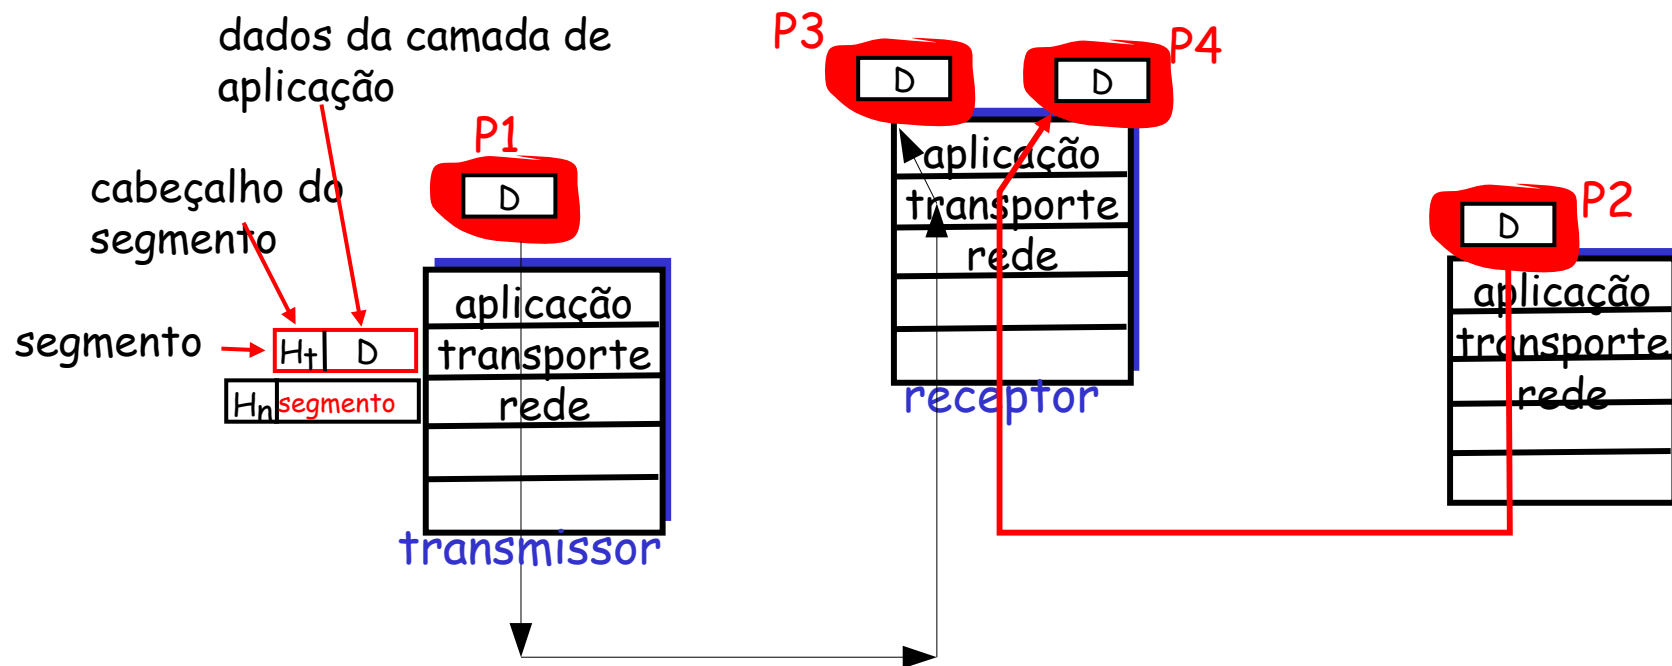 dados da camada de
aplicação
cabeçalho do
segmento
segmento
Ht D
Hn segmento
P1
D
aplicação
transporte
rede
transmissor
P3
D
P4
D
aplicação
transporte
rede
receptor
P2
D
aplicação
transporte
rede